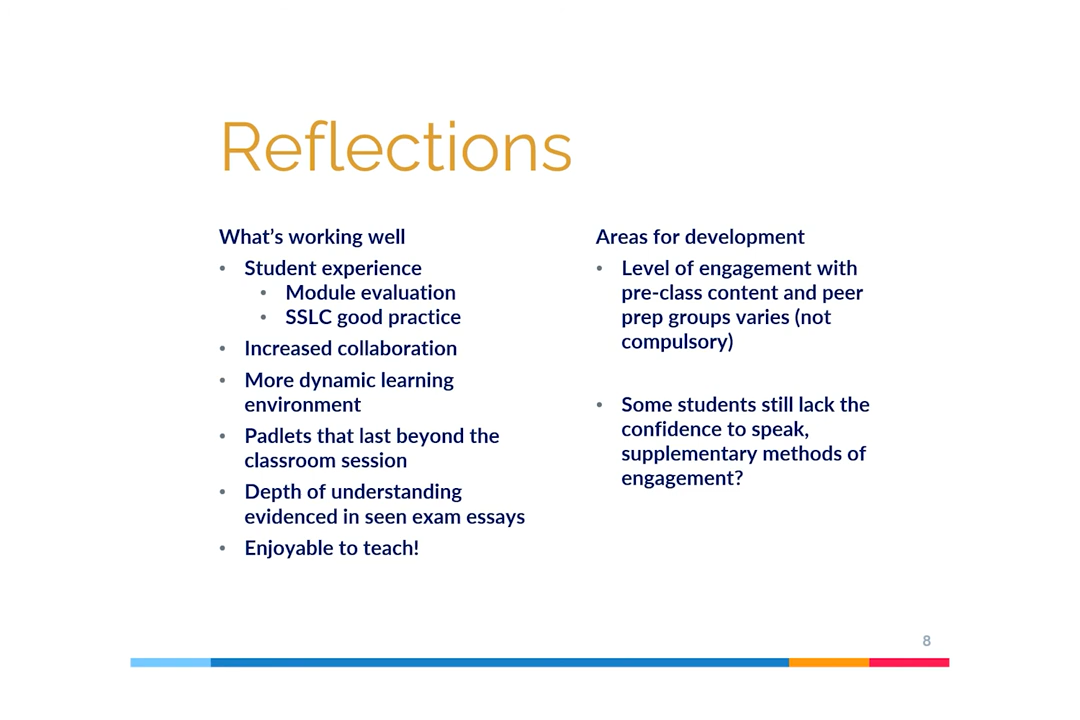 Reflections
What's working well
• Student experience
• Module evaluation
• SSLC good practice
• Increased collaboration
• More dynamic learning
environment
• Padlets that last beyond the
classroom session
• Depth of understanding
evidenced in seen exam essays
• Enjoyable to teach!
Areas for development
• Level of engagement with
pre-class content and peer
prep groups varies (not
compulsory)
• Some students still lack the
confidence to speak,
supplementary methods of
engagement?
8